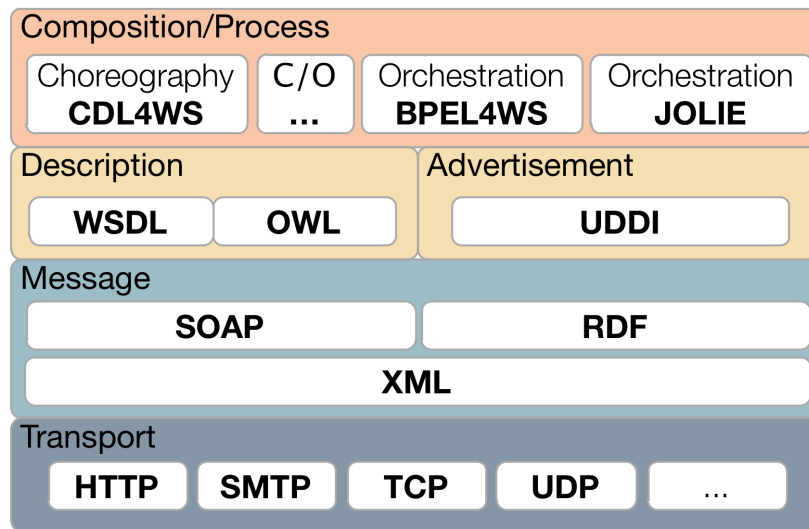 Composition/Process
Choreography C/O Orchestration Orchestration
CDL4WS ... BPEL4WS JOLIE
Description Advertisement
WSDL OWL UDDI
Message
SOAP RDF
XML
Transport
HTTP SMTP TCP UDP ...